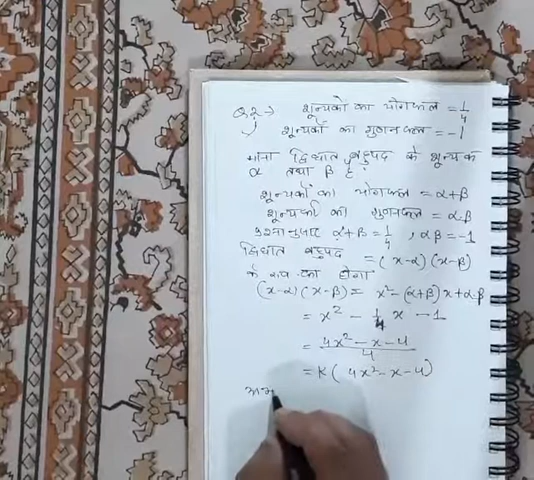 शून्यकों का योगफल = 1/4
शून्यकों का गुणनफल = -1
माना द्विघात बहुपद के शून्यक
α तथा β है
शून्यकों का योगफल = α+β
शून्यकों का गुणनफल = α.β
प्रश्नानुसार α+β = 1/4 , αβ = -1
द्विघात बहुपद = (x-α)(x-β)
के रूप का होगा
(x-α)(x-β) = x² - (α+β)x + α.β
= x² - 1/4 x - 1
= 4x² - x - 4 / 4
= K(4x² - x - 4)